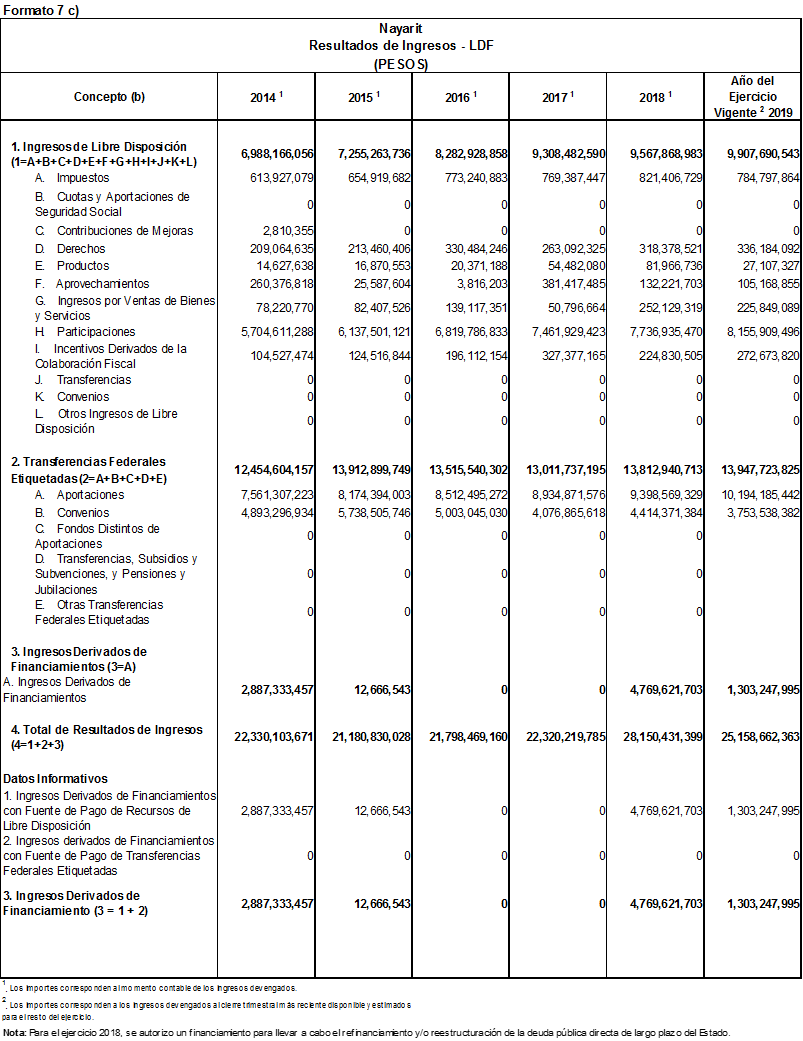 Formato 7 c)
Nayarit
Resultados de Ingresos - LDF
(PESOS)
Concepto (b) 2014 ¹ 2015 ¹ 2016 ¹ 2017 ¹ 2018 ¹ Año del Ejercicio Vigente ² 2019
1. Ingresos de Libre Disposición
(1=A+B+C+D+E+F+G+H+I+J+K+L) 6,988,166,056 7,255,263,736 8,282,928,858 9,308,482,590 9,567,868,983 9,907,690,543
A. Impuestos 613,927,079 654,919,682 773,240,883 769,387,447 821,406,729 784,797,864
B. Cuotas y Aportaciones de
Seguridad Social 0 0 0 0 0 0
C. Contribuciones de Mejoras 2,810,355 0 0 0 0 0
D. Derechos 209,064,635 213,460,406 330,484,246 263,092,325 318,378,521 336,184,092
E. Productos 14,627,638 16,870,553 20,371,188 54,482,080 81,966,736 27,107,327
F. Aprovechamientos 260,376,818 25,587,604 3,816,203 381,417,485 132,221,703 105,168,855
G. Ingresos por Ventas de Bienes
y Servicios 78,220,770 82,407,526 139,117,351 50,796,664 252,129,319 225,849,089
H. Participaciones 5,704,611,288 6,137,501,121 6,819,786,833 7,461,929,423 7,736,935,470 8,155,909,496
I. Incentivos Derivados de la
Colaboración Fiscal 104,527,474 124,516,844 196,112,154 327,377,165 224,830,505 272,673,820
J. Transferencias 0 0 0 0 0 0
K. Convenios 0 0 0 0 0 0
L. Otros Ingresos de Libre
Disposición 0 0 0 0 0 0
2. Transferencias Federales
Etiquetadas (2=A+B+C+D+E) 12,454,604,157 13,912,899,749 13,515,540,302 13,011,737,195 13,812,940,713 13,947,723,825
A. Aportaciones 7,561,307,223 8,174,394,003 8,512,495,272 8,934,871,576 9,398,569,329 10,194,185,442
B. Convenios 4,893,296,934 5,738,505,746 5,003,045,030 4,076,865,618 4,414,371,384 3,753,538,382
C. Fondos Distintos de
Aportaciones 0 0 0 0 0
D. Transferencias, Subsidios y
Subvenciones, y Pensiones y
Jubilaciones 0 0 0 0 0
E. Otras Transferencias
Federales Etiquetadas 0 0 0 0 0
3. Ingresos Derivados de
Financiamientos (3=A)
A. Ingresos Derivados de
Financiamientos 2,887,333,457 12,666,543 0 0 4,769,621,703 1,303,247,995
4. Total de Resultados de Ingresos
(4=1+2+3) 22,330,103,671 21,180,830,028 21,798,469,160 22,320,219,785 28,150,431,399 25,158,662,363
Datos Informativos
1. Ingresos Derivados de Financiamientos
con Fuente de Pago de Recursos de
Libre Disposición 2,887,333,457 12,666,543 0 0 4,769,621,703 1,303,247,995
2. Ingresos derivados de Financiamientos
con Fuente de Pago de Transferencias
Federales Etiquetadas 0 0 0 0 0 0
3. Ingresos Derivados de
Financiamiento (3 = 1 + 2) 2,887,333,457 12,666,543 0 0 4,769,621,703 1,303,247,995
¹. Los importes corresponden al momento contable de los ingresos devengados.
². Los importes corresponden a los ingresos devengados al cierre trimestral más reciente disponible y estimados
para el resto del ejercicio.
Nota: Para el ejercicio 2018, se autorizo un financiamiento para llevar a cabo el refinanciamiento y/o reestructuración de la deuda pública directa de largo plazo del Estado.